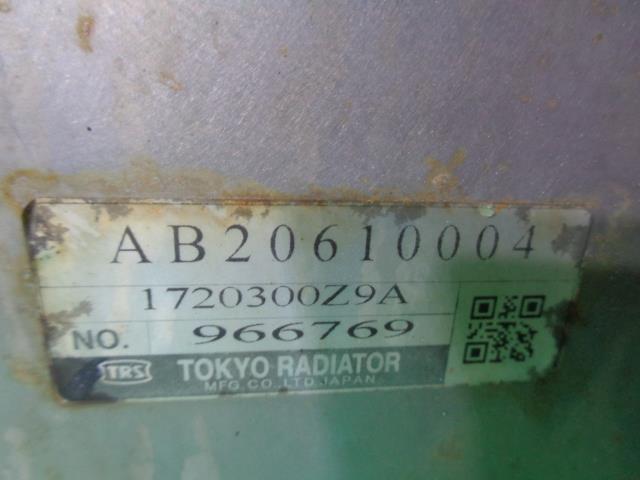 AB20610004
1720300Z9A
NO. 966769
TRS TOKYO RADIATOR
MFG.CO.,LTD.JAPAN